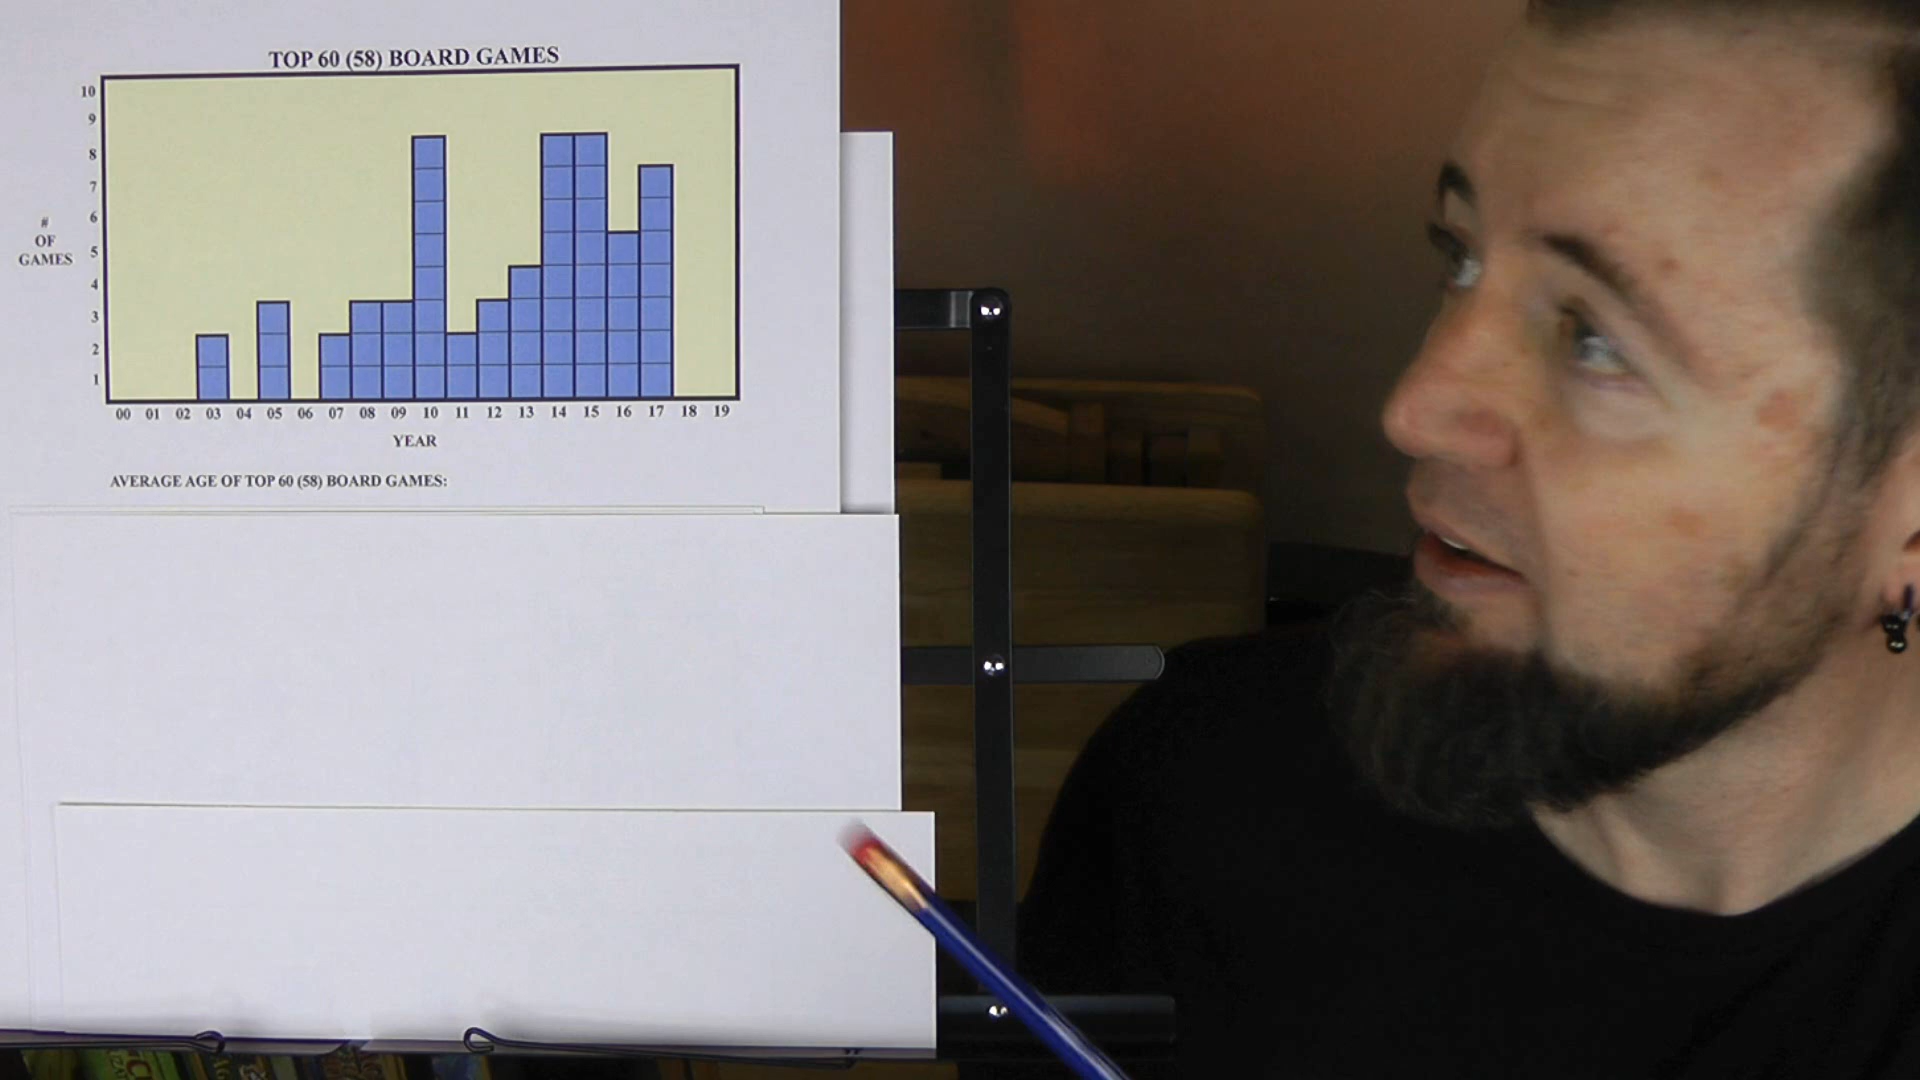 TOP 60 (58) BOARD GAMES
10
9
8
7
6
5
4
3
2
1
#
OF
GAMES
00 01 02 03 04 05 06 07 08 09 10 11 12 13 14 15 16 17 18 19
YEAR
AVERAGE AGE OF TOP 60 (58) BOARD GAMES: